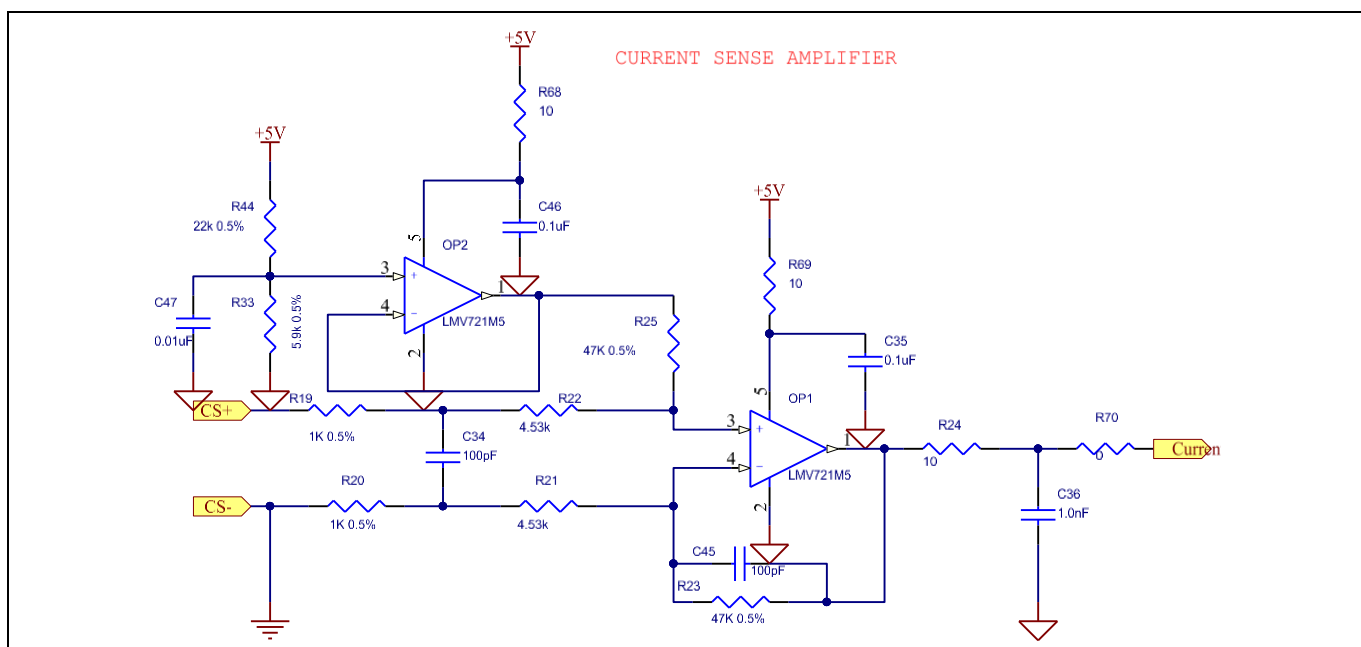 +5V
CURRENT SENSE AMPLIFIER
R68
10
+5V
R44
22k 0.5%
C46
0.1uF
+5V
5
OP2
3
+
1
4
-
LMV721M5
2
C47
0.01uF
R33
5.9k 0.5%
R69
10
R25
47K 0.5%
C35
0.1uF
5
OP1
CS+
R19
1K 0.5%
R22
4.53k
C34
100pF
3
+
1
4
-
LMV721M5
2
R24
10
R70
0
Curren
CS-
R20
1K 0.5%
R21
4.53k
C36
1.0nF
C45
100pF
R23
47K 0.5%